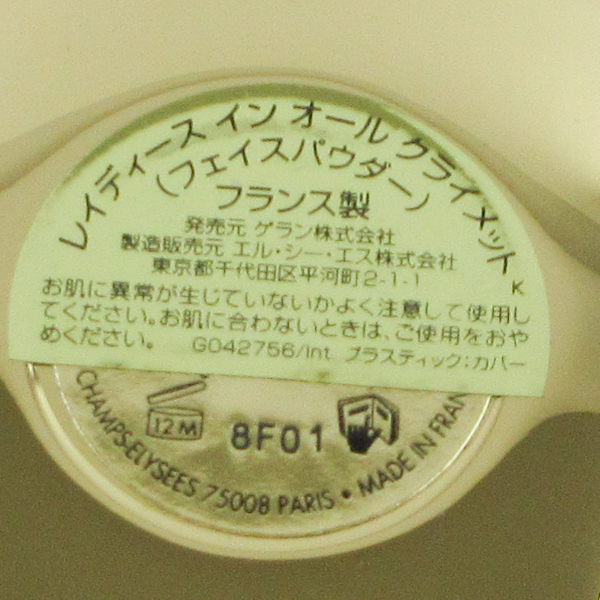 レイディース イン オール クライメット K
(フェイスパウダー)
フランス製
発売元 ゲラン株式会社
製造販売元 エル・シー・エス株式会社
東京都千代田区平河町2-1-1
お肌に異常が生じていないかよく注意して使用し
てください。お肌に合わないときは、ご使用をおや
めください。 G042756/Int プラスティック:カバー
12M
8F01
CHAMPS-ELYSEES 75008 PARIS • MADE IN FRAN